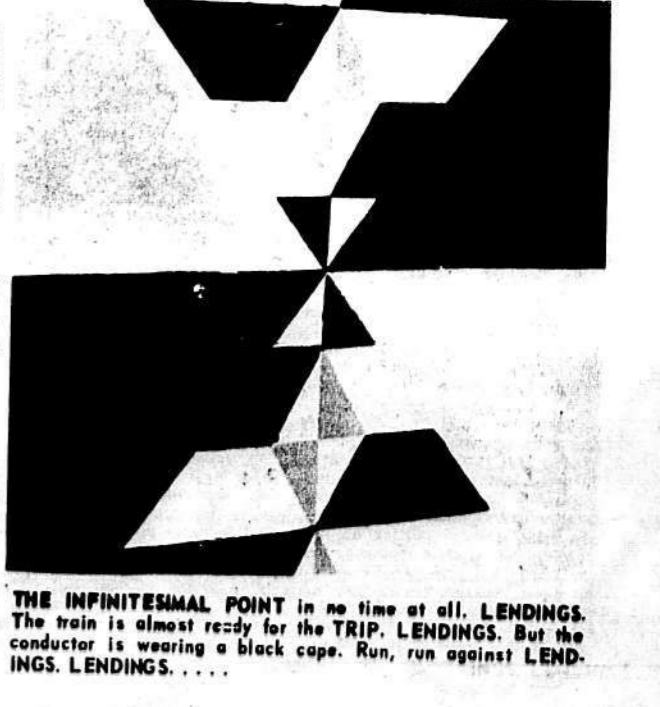 THE INFINITESIMAL POINT in no time at all. LENDINGS.
The train is almost ready for the TRIP. LENDINGS. But the
conductor is wearing a black cape. Run, run against LEND-
INGS. LENDINGS. . . . .